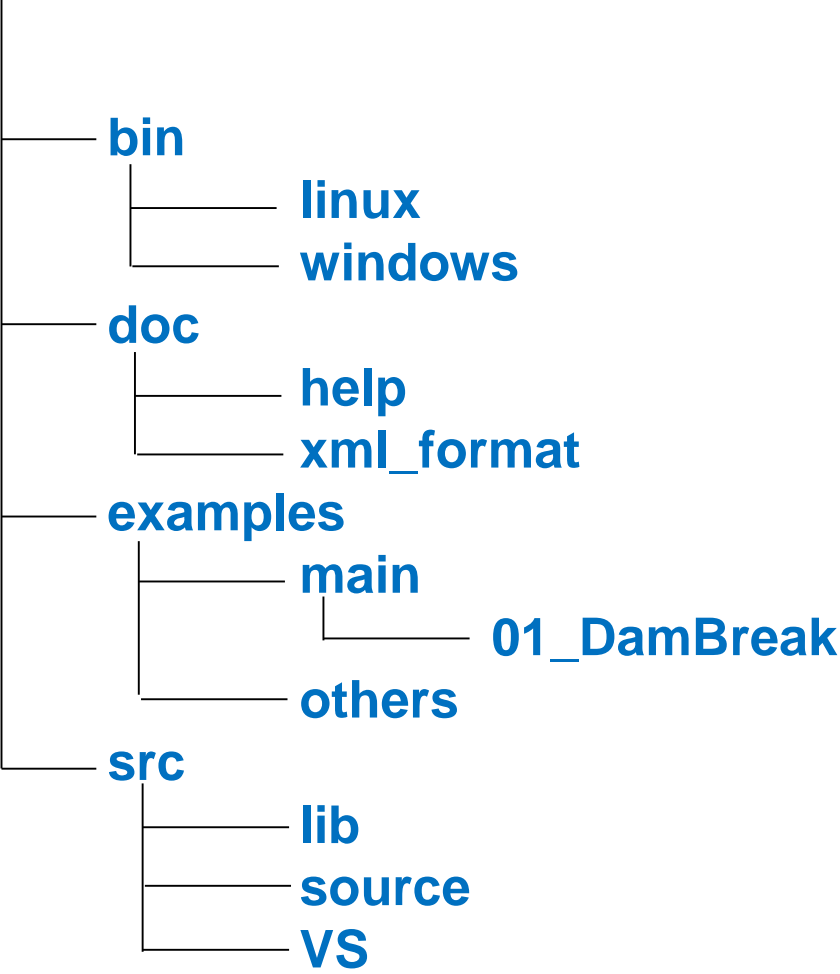 bin
linux
windows
doc
help
xml_format
examples
main
01_DamBreak
others
src
lib
source
VS